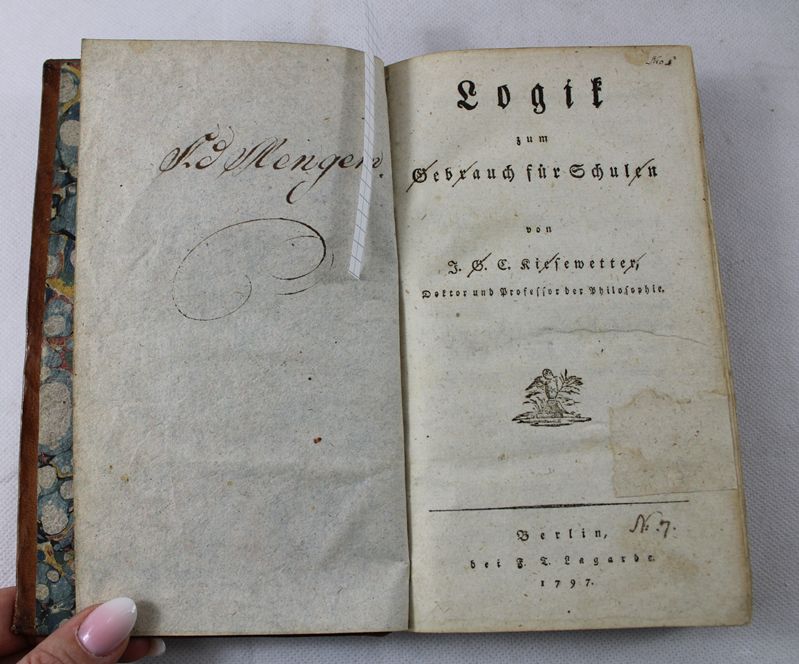 F. d Mengen.
No. 1
Logik
zum
Gebrauch für Schulen
von
J. G. C. Kiesewetter,
Doktor und Professor der Philosophie.
Berlin,
N. 7.
bei F. T. Lagarde
1797.